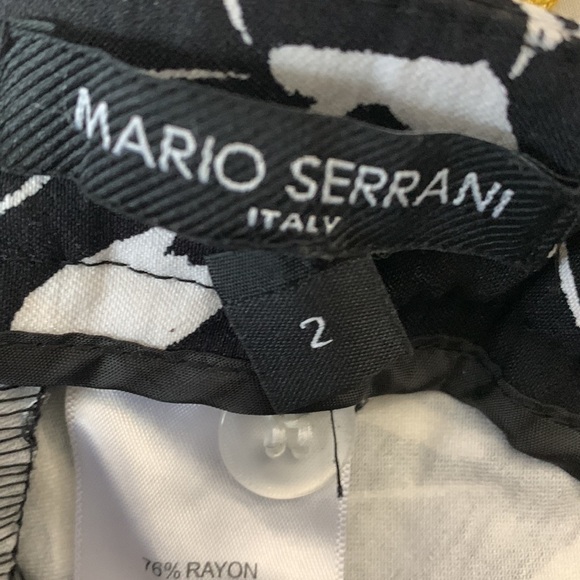 MARIO SERRANI
ITALY
2
76% RAYON